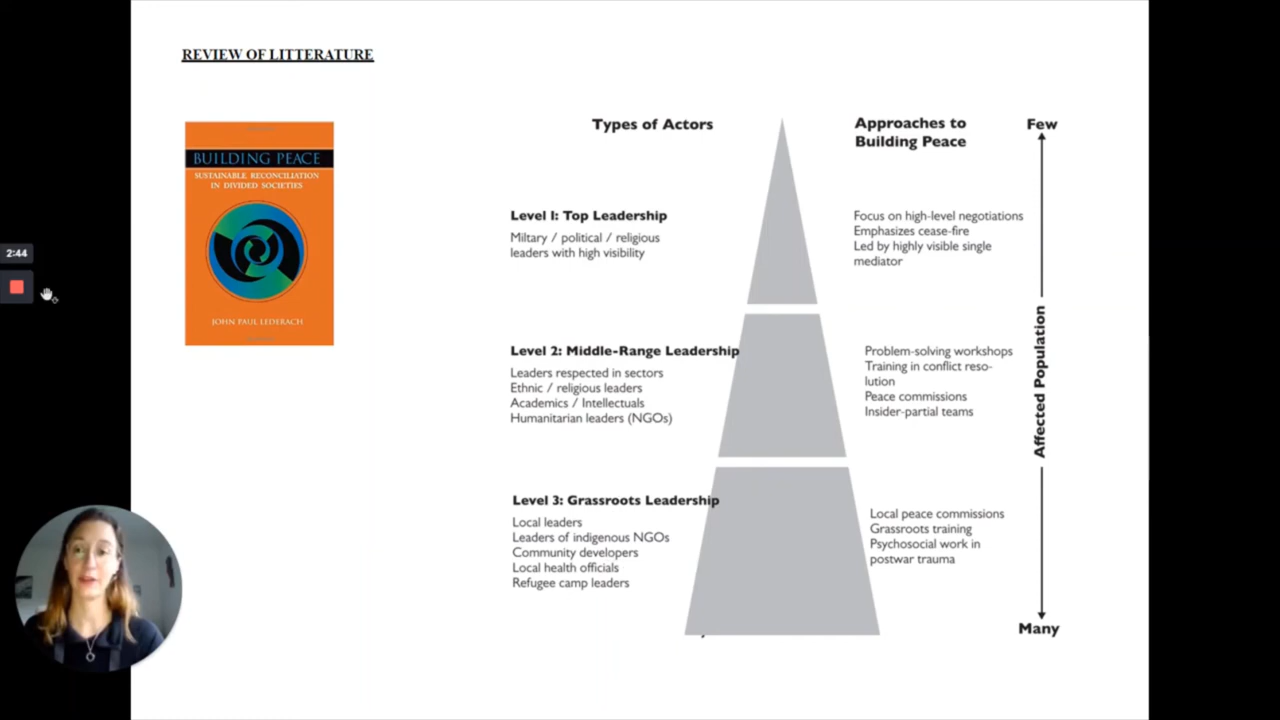 REVIEW OF LITTERATURE
BUILDING PEACE
SUSTAINABLE RECONCILIATION
IN DIVIDED SOCIETIES
JOHN PAUL LEDERACH
2:44
Types of Actors
Approaches to
Building Peace
Few
Level 1: Top Leadership
Miltary / political / religious
leaders with high visibility
Focus on high-level negotiations
Emphasizes cease-fire
Led by highly visible single
mediator
Level 2: Middle-Range Leadership
Leaders respected in sectors
Ethnic / religious leaders
Academics / Intellectuals
Humanitarian leaders (NGOs)
Problem-solving workshops
Training in conflict reso-
lution
Peace commissions
Insider-partial teams
Affected Population
Level 3: Grassroots Leadership
Local leaders
Leaders of indigenous NGOs
Community developers
Local health officials
Refugee camp leaders
Local peace commissions
Grassroots training
Psychosocial work in
postwar trauma
Many